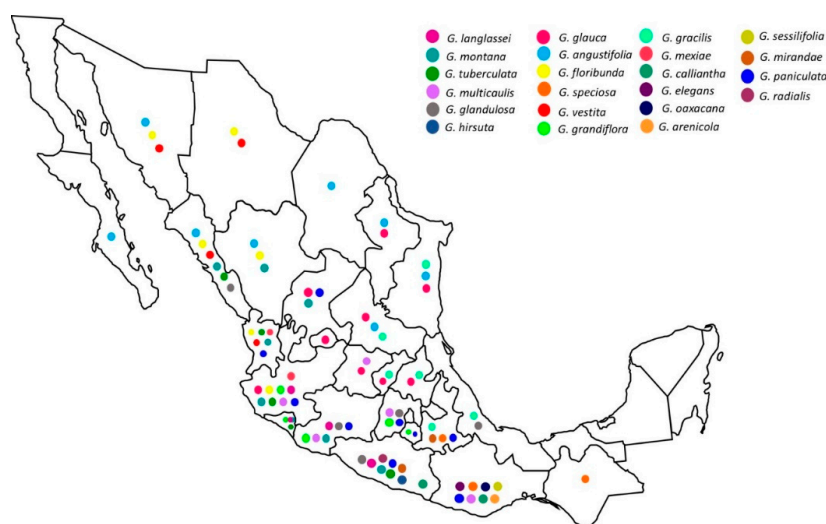 G. langlassei
G. montana
G. tuberculata
G. multicaulis
G. glandulosa
G. hirsuta
G. glauca
G. angustifolia
G. floribunda
G. speciosa
G. vestita
G. grandiflora
G. gracilis
G. mexiae
G. calliantha
G. elegans
G. oaxacana
G. arenicola
G. sessilifolia
G. mirandae
G. paniculata
G. radialis